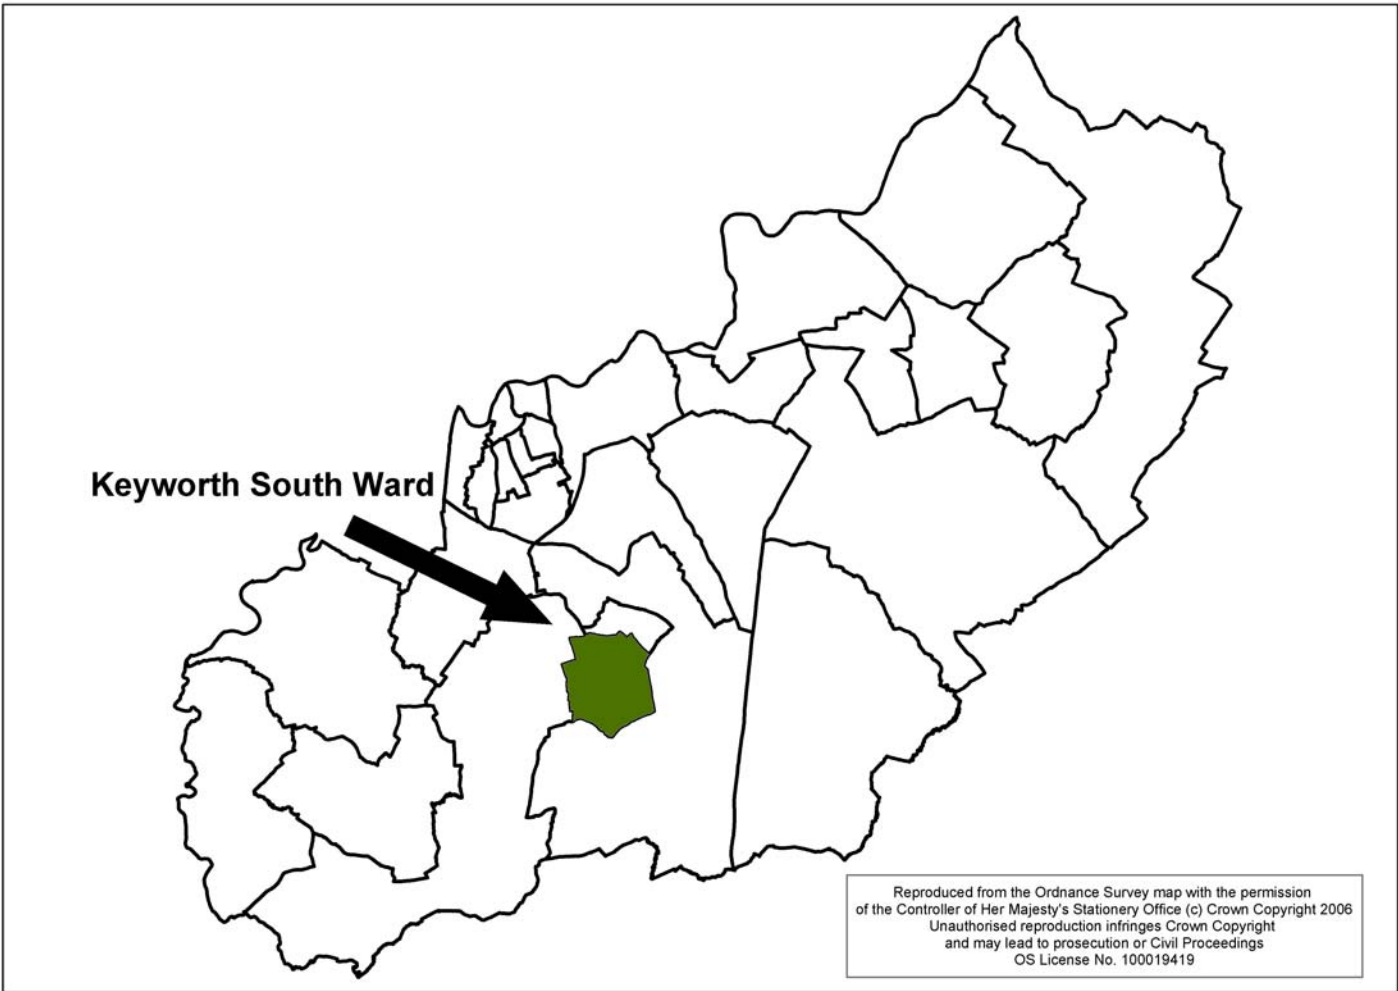 Keyworth South Ward
Reproduced from the Ordnance Survey map with the permission
of the Controller of Her Majesty's Stationery Office (c) Crown Copyright 2006
Unauthorised reproduction infringes Crown Copyright
and may lead to prosecution or Civil Proceedings
OS License No. 100019419